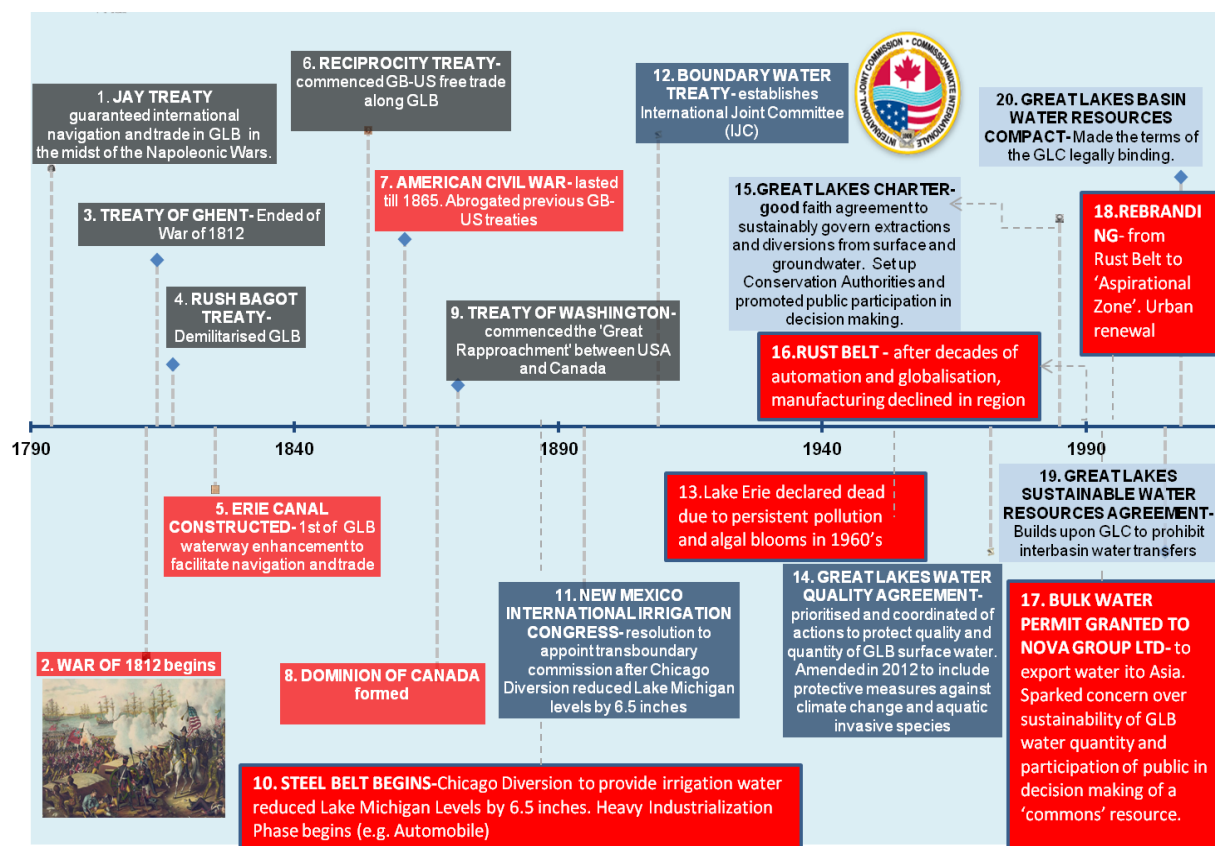 1. JAY TREATY
guaranteed international
navigation and trade in GLB in
the midst of the Napoleonic Wars.
2. WAR OF 1812 begins
3. TREATY OF GHENT- Ended of
War of 1812
4. RUSH BAGOT
TREATY-
Demilitarised GLB
5. ERIE CANAL
CONSTRUCTED- 1st of GLB
waterway enhancement to
facilitate navigation and trade
6. RECIPROCITY TREATY-
commenced GB-US free trade
along GLB
7. AMERICAN CIVIL WAR- lasted
till 1865. Abrogated previous GB-
US treaties
8. DOMINION OF CANADA
formed
9. TREATY OF WASHINGTON-
commenced the 'Great
Rapproachment' between USA
and Canada
10. STEEL BELT BEGINS-Chicago Diversion to provide irrigation water
reduced Lake Michigan Levels by 6.5 inches. Heavy Industrialization
Phase begins (e.g. Automobile)
11. NEW MEXICO
INTERNATIONAL IRRIGATION
CONGRESS- resolution to
appoint transboundary
commission after Chicago
Diversion reduced Lake Michigan
levels by 6.5 inches
12. BOUNDARY WATER
TREATY- establishes
International Joint Committee
(IJC)
INTERNATIONAL JOINT COMMISSION • COMMISSION MIXTE INTERNATIONALE
13.Lake Erie declared dead
due to persistent pollution
and algal blooms in 1960's
14. GREAT LAKES WATER
QUALITY AGREEMENT-
prioritised and coordinated of
actions to protect quality and
quantity of GLB surface water.
Amended in 2012 to include
protective measures against
climate change and aquatic
invasive species
15.GREAT LAKES CHARTER-
good faith agreement to
sustainably govern extractions
and diversions from surface and
groundwater. Set up
Conservation Authorities and
promoted public participation in
decision making.
16.RUST BELT - after decades of
automation and globalisation,
manufacturing declined in region
17. BULK WATER
PERMIT GRANTED TO
NOVA GROUP LTD- to
export water ito Asia.
Sparked concern over
sustainability of GLB
water quantity and
participation of public in
decision making of a
'commons' resource.
18.REBRANDI
NG- from
Rust Belt to
'Aspirational
Zone'. Urban
renewal
19. GREAT LAKES
SUSTAINABLE WATER
RESOURCES AGREEMENT-
Builds upon GLC to prohibit
interbasin water transfers
20. GREAT LAKES BASIN
WATER RESOURCES
COMPACT- Made the terms of
the GLC legally binding.
1790
1840
1890
1940
1990